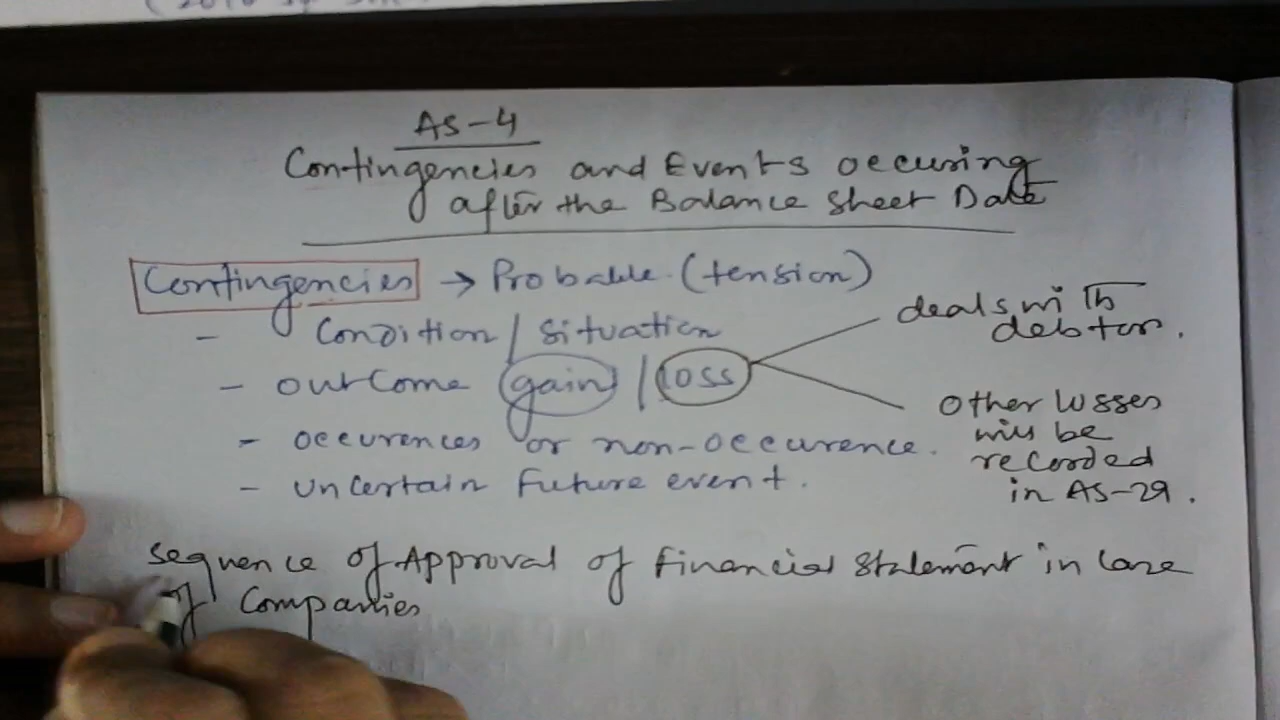 AS-4
Contingencies and Events occuring
after the Balance Sheet Date
Contingencies → Probable (tension)
- Condition / Situation
- outcome gain / loss
deals with
debtors.
- occurences or non-occurence.
- uncertain future event.
Other losses
will be
recorded
in AS-29.
Sequence of Approval of financial Statement in Case
of Companies